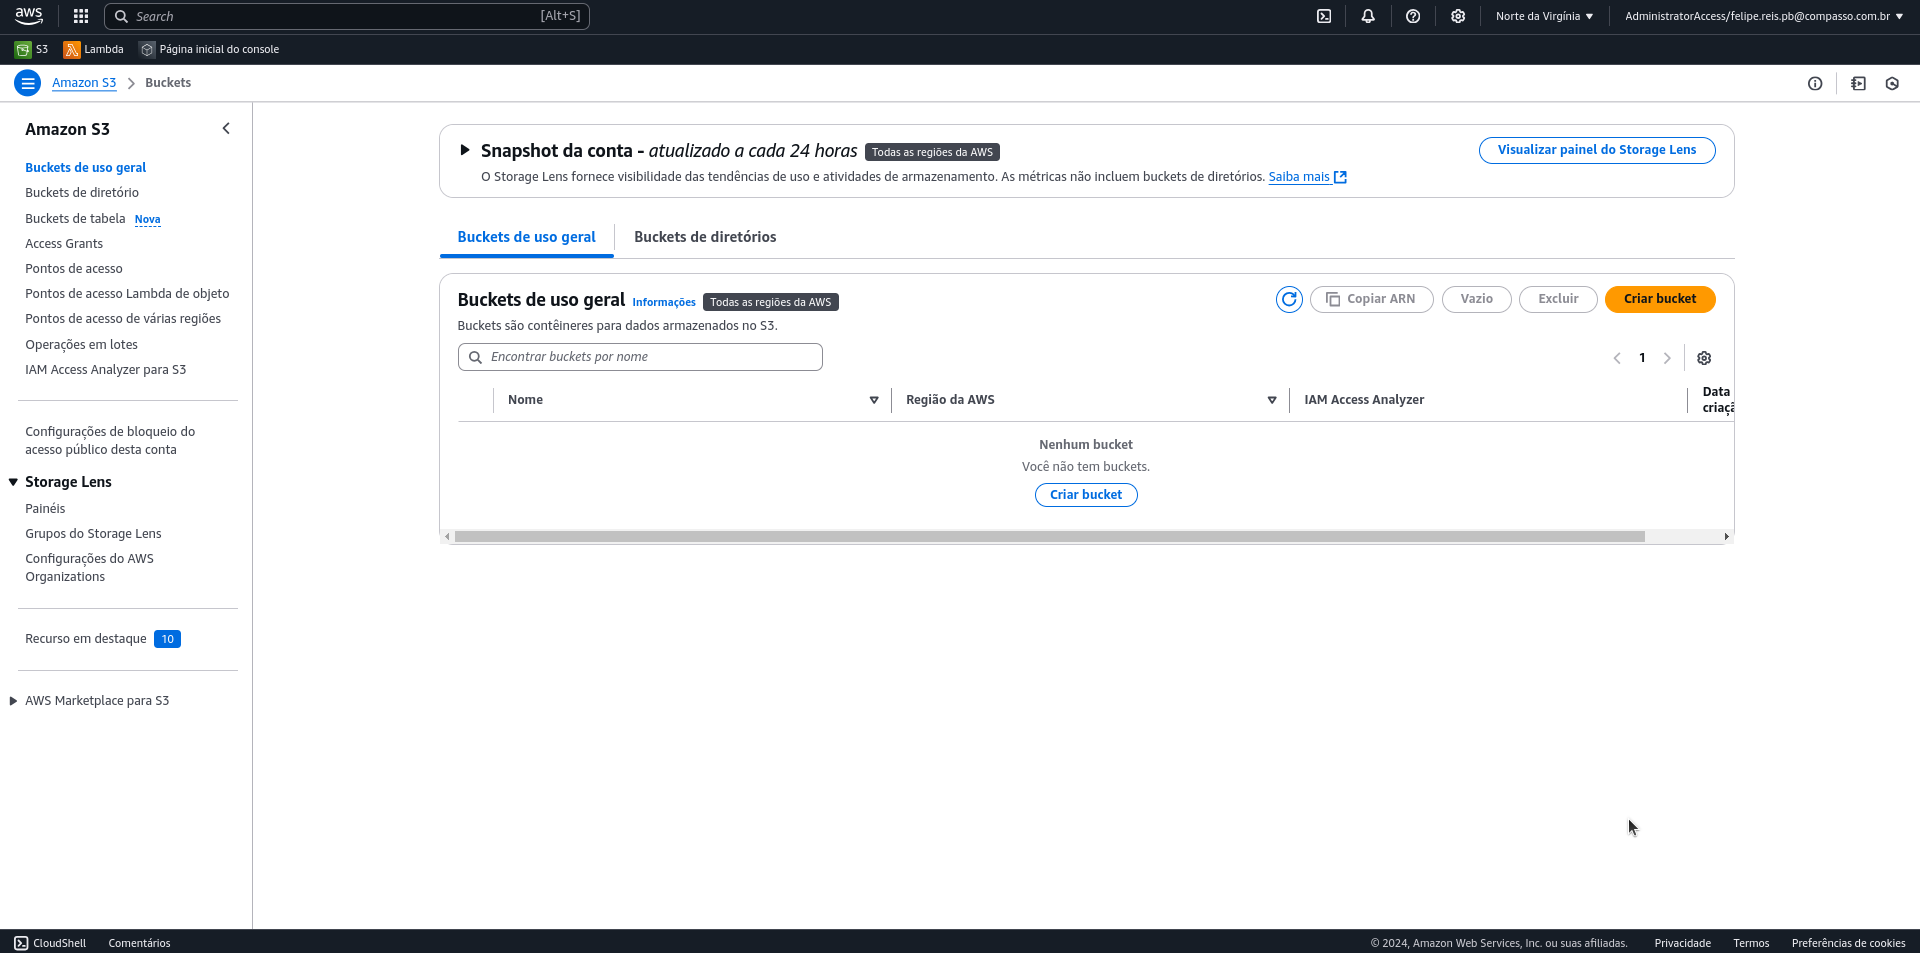 aws
Search
[Alt+S]
Norte da Virgínia
AdministratorAccess/felipe.reis.pb@compasso.com.br
S3
Lambda
Página inicial do console
Amazon S3
Buckets
Amazon S3
Buckets de uso geral
Buckets de diretório
Buckets de tabela Nova
Access Grants
Pontos de acesso
Pontos de acesso Lambda de objeto
Pontos de acesso de várias regiões
Operações em lotes
IAM Access Analyzer para S3
Configurações de bloqueio do
acesso público desta conta
Storage Lens
Painéis
Grupos do Storage Lens
Configurações do AWS
Organizations
Recurso em destaque 10
AWS Marketplace para S3
Snapshot da conta - atualizado a cada 24 horas Todas as regiões da AWS
Visualizar painel do Storage Lens
O Storage Lens fornece visibilidade das tendências de uso e atividades de armazenamento. As métricas não incluem buckets de diretórios. Saiba mais
Buckets de uso geral
Buckets de diretórios
Buckets de uso geral Informações Todas as regiões da AWS
Copiar ARN
Vazio
Excluir
Criar bucket
Buckets são contêineres para dados armazenados no S3.
Encontrar buckets por nome
1
Nome
Região da AWS
IAM Access Analyzer
Data
criaçã
Nenhum bucket
Você não tem buckets.
Criar bucket
CloudShell
Comentários
© 2024, Amazon Web Services, Inc. ou suas afiliadas.
Privacidade
Termos
Preferências de cookies